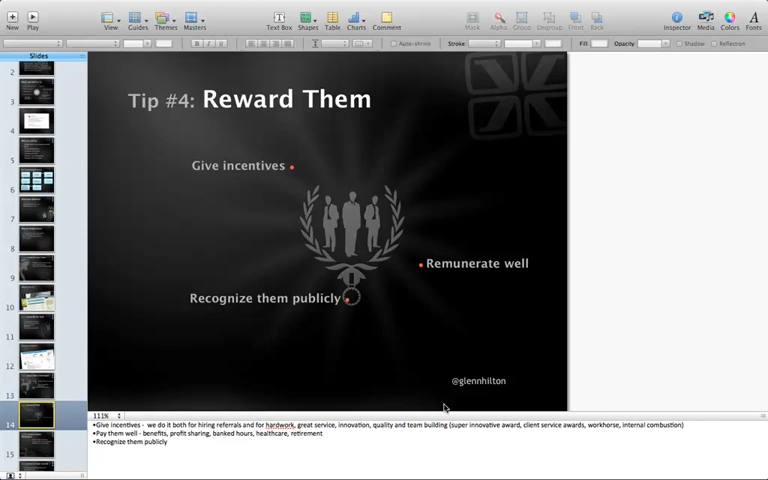 New
Play
View
Guides
Themes
Masters
Text Box
Shapes
Table
Charts
Comment
Mask
Alpha
Group
Ungroup
Front
Back
Inspector
Media
Colors
Fonts
B I U
T
Auto-shrink
Stroke:
Fill
Opacity:
Shadow
Reflection
Slides
2
3
4
5
6
7
8
9
10
11
12
13
14
15
Tip #4: Reward Them
Give incentives
Remunerate well
Recognize them publicly
@glennhilton
111%
•Give incentives - we do it both for hiring referrals and for hardwork, great service, innovation, quality and team building (super innovative award, client service awards, workhorse, internal combustion)
•Pay them well - benefits, profit sharing, banked hours, healthcare, retirement
•Recognize them publicly